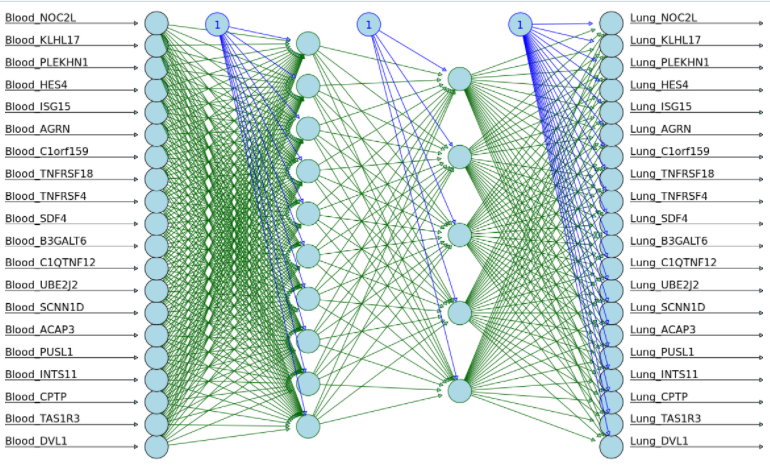 Blood_NOC2L
Blood_KLHL17
Blood_PLEKHN1
Blood_HES4
Blood_ISG15
Blood_AGRN
Blood_C1orf159
Blood_TNFRSF18
Blood_TNFRSF4
Blood_SDF4
Blood_B3GALT6
Blood_C1QTNF12
Blood_UBE2J2
Blood_SCNN1D
Blood_ACAP3
Blood_PUSL1
Blood_INTS11
Blood_CPTP
Blood_TAS1R3
Blood_DVL1
1
1
1
Lung_NOC2L
Lung_KLHL17
Lung_PLEKHN1
Lung_HES4
Lung_ISG15
Lung_AGRN
Lung_C1orf159
Lung_TNFRSF18
Lung_TNFRSF4
Lung_SDF4
Lung_B3GALT6
Lung_C1QTNF12
Lung_UBE2J2
Lung_SCNN1D
Lung_ACAP3
Lung_PUSL1
Lung_INTS11
Lung_CPTP
Lung_TAS1R3
Lung_DVL1